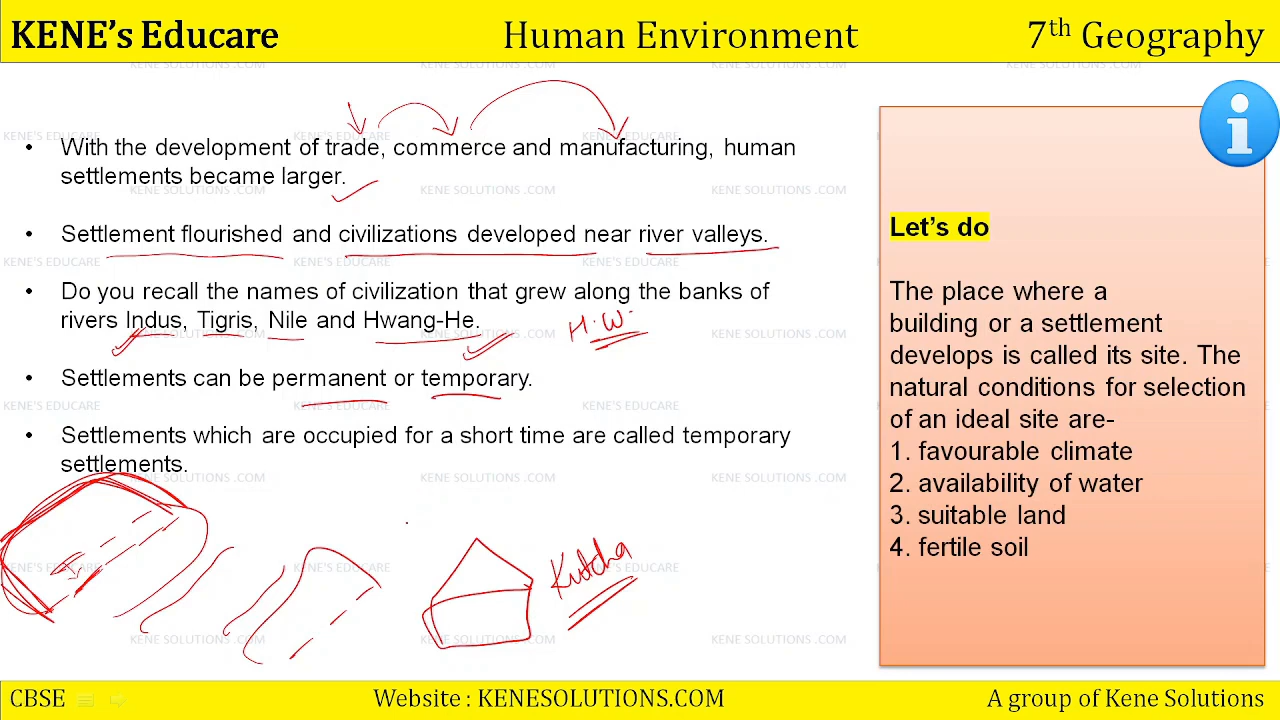 KENE's Educare
Human Environment
7th Geography
• With the development of trade, commerce and manufacturing, human
settlements became larger.
• Settlement flourished and civilizations developed near river valleys.
• Do you recall the names of civilization that grew along the banks of
rivers Indus, Tigris, Nile and Hwang-He.
H.W.
• Settlements can be permanent or temporary.
• Settlements which are occupied for a short time are called temporary
settlements.
Kutcha
Let's do
The place where a
building or a settlement
develops is called its site. The
natural conditions for selection
of an ideal site are-
1. favourable climate
2. availability of water
3. suitable land
4. fertile soil
KENE'S EDUCARE
KENE SOLUTIONS .COM
CBSE
Website : KENESOLUTIONS.COM
A group of Kene Solutions